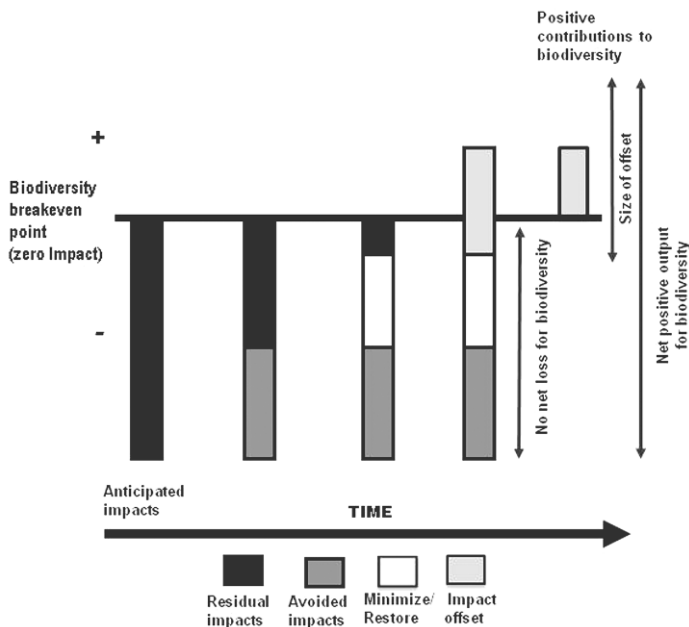 Positive
contributions to
biodiversity
+
Biodiversity
breakeven
point
(zero Impact)
-
Size of offset
No net loss for biodiversity
Net positive output
for biodiversity
Anticipated
impacts
TIME
Residual
impacts
Avoided
impacts
Minimize/
Restore
Impact
offset